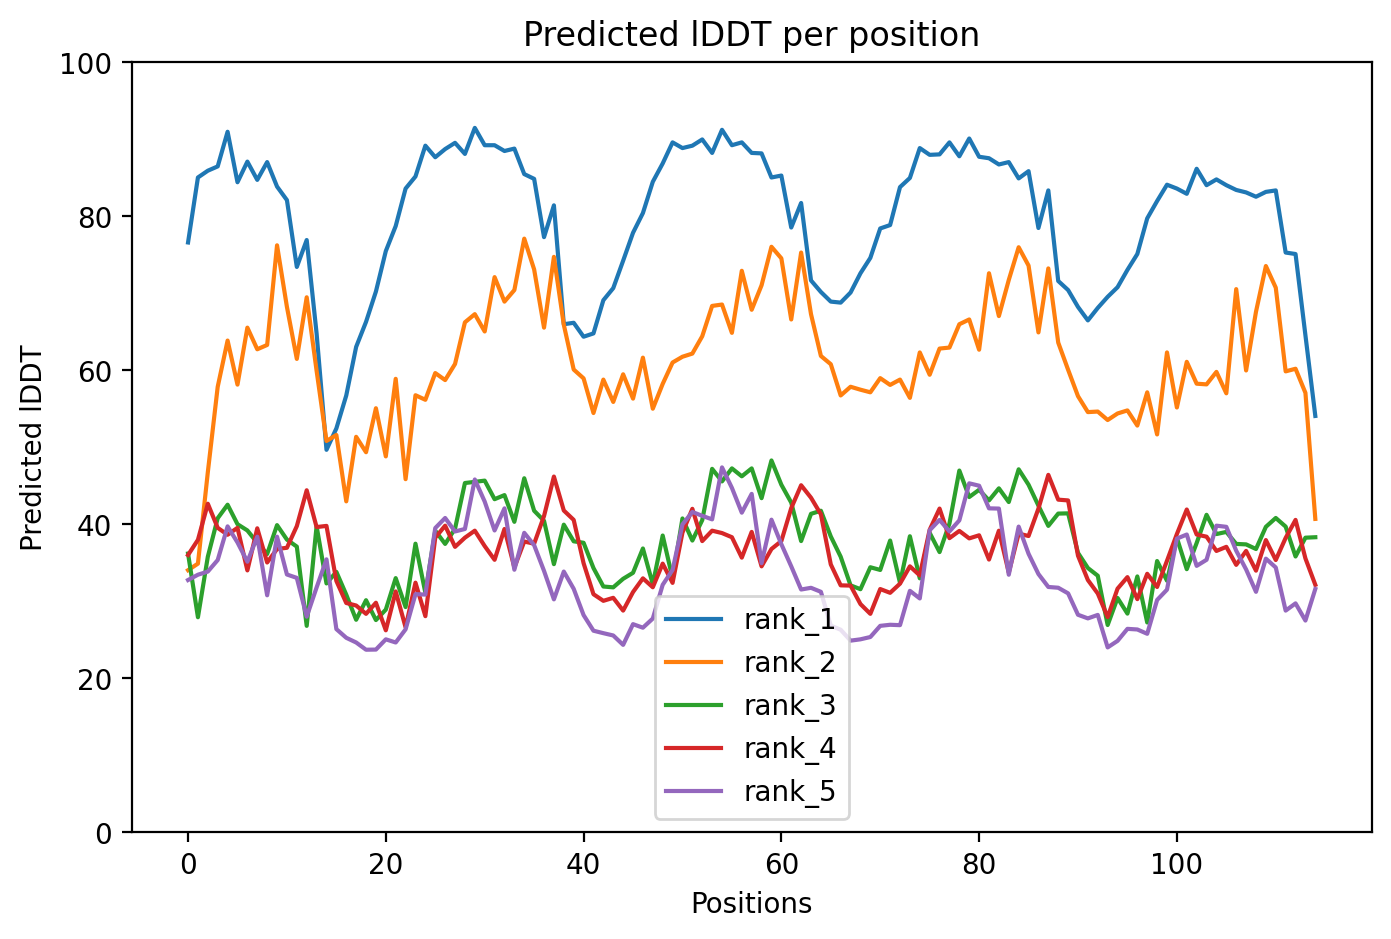 Predicted lDDT per position
100
80
60
40
20
0
Predicted lDDT
0 20 40 60 80 100
Positions
rank_1
rank_2
rank_3
rank_4
rank_5